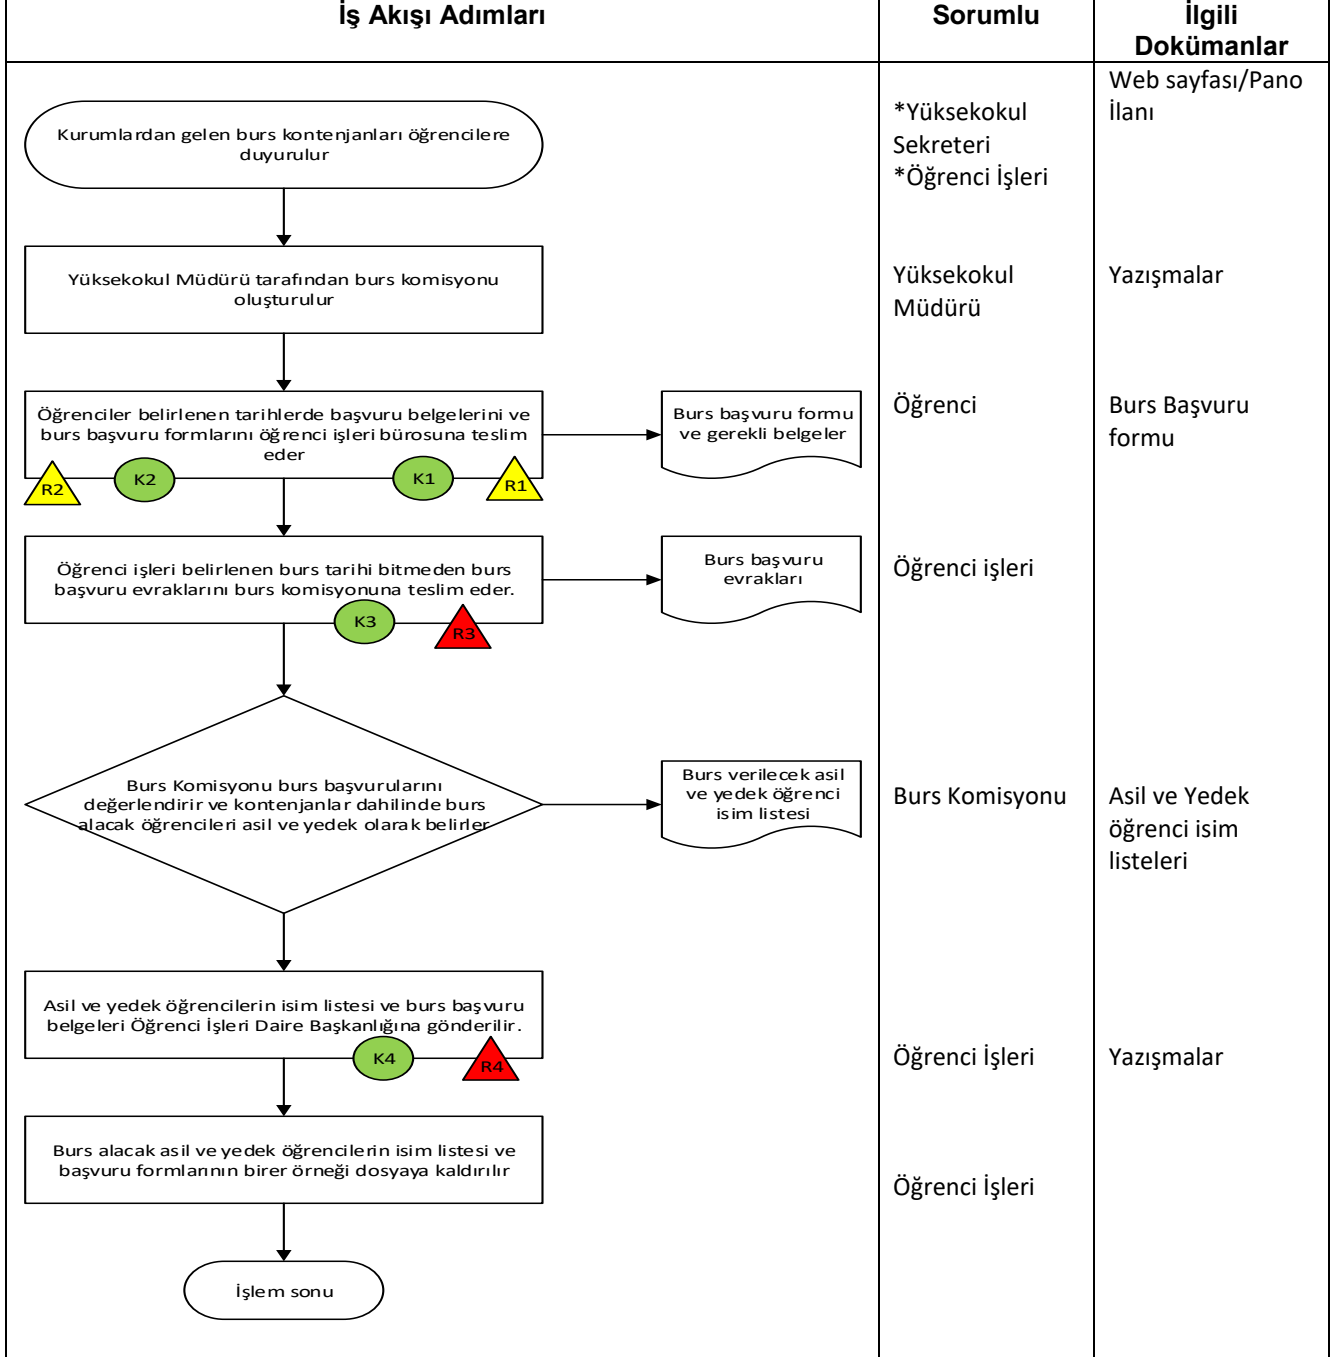 İş Akışı Adımları
Sorumlu
İlgili
Dokümanlar
Kurumlardan gelen burs kontenjanları öğrencilere
duyurulur
*Yüksekokul
Sekreteri
*Öğrenci İşleri
Web sayfası/Pano
İlanı
Yüksekokul Müdürü tarafından burs komisyonu
oluşturulur
Yüksekokul
Müdürü
Yazışmalar
Öğrenciler belirlenen tarihlerde başvuru belgelerini ve
burs başvuru formlarını öğrenci işleri bürosuna teslim
eder
R2
K2
K1
R1
Burs başvuru formu
ve gerekli belgeler
Öğrenci
Burs Başvuru
formu
Öğrenci işleri belirlenen burs tarihi bitmeden burs
başvuru evraklarını burs komisyonuna teslim eder.
K3
R3
Burs başvuru
evrakları
Öğrenci işleri
Burs Komisyonu burs başvurularını
değerlendirir ve kontenjanlar dahilinde burs
alacak öğrencileri asil ve yedek olarak belirler
Burs verilecek asil
ve yedek öğrenci
isim listesi
Burs Komisyonu
Asil ve Yedek
öğrenci isim
listeleri
Asil ve yedek öğrencilerin isim listesi ve burs başvuru
belgeleri Öğrenci İşleri Daire Başkanlığına gönderilir.
K4
R4
Öğrenci İşleri
Yazışmalar
Burs alacak asil ve yedek öğrencilerin isim listesi ve
başvuru formlarının birer örneği dosyaya kaldırılır
Öğrenci İşleri
İşlem sonu